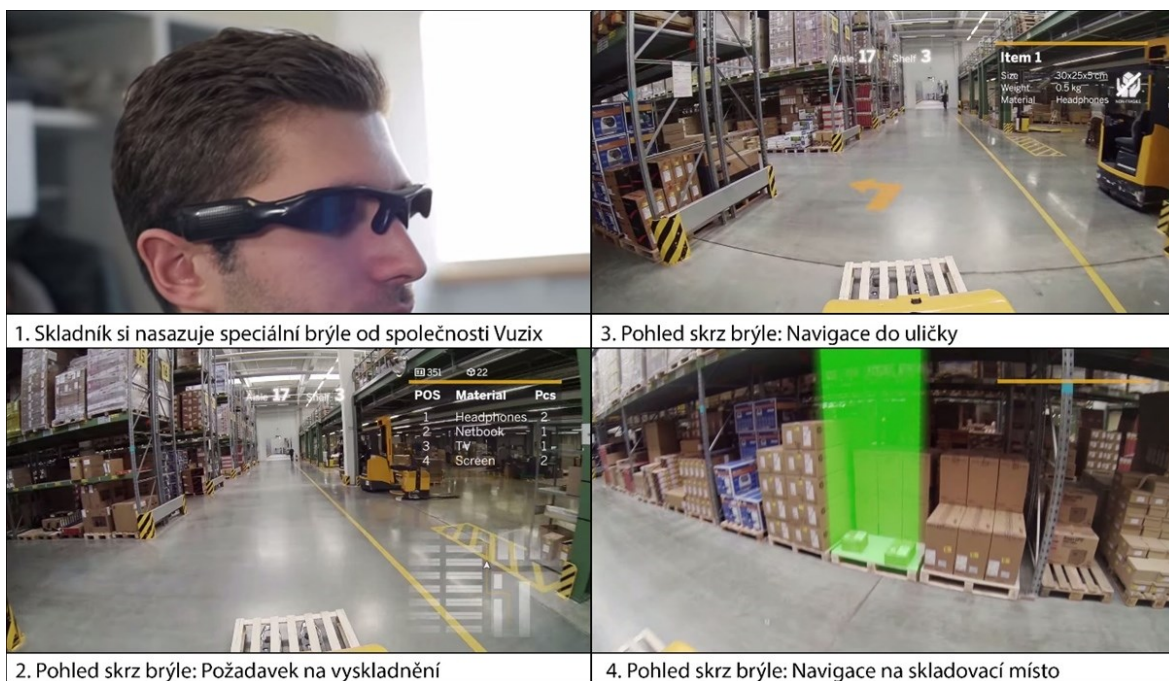 1. Skladník si nasazuje speciální brýle od společnosti Vuzix
Aisle 17 Shelf 3
Item 1
Size 30x25x5 cm
Weight 0.5 kg
Material Headphones
3. Pohled skrz brýle: Navigace do uličky
351 22
Aisle 17 Shelf 3
POS Material Pcs
1 Headphones 2
2 Netbook 1
3 TV 1
4 Screen 2
2. Pohled skrz brýle: Požadavek na vyskladnění
4. Pohled skrz brýle: Navigace na skladovací místo